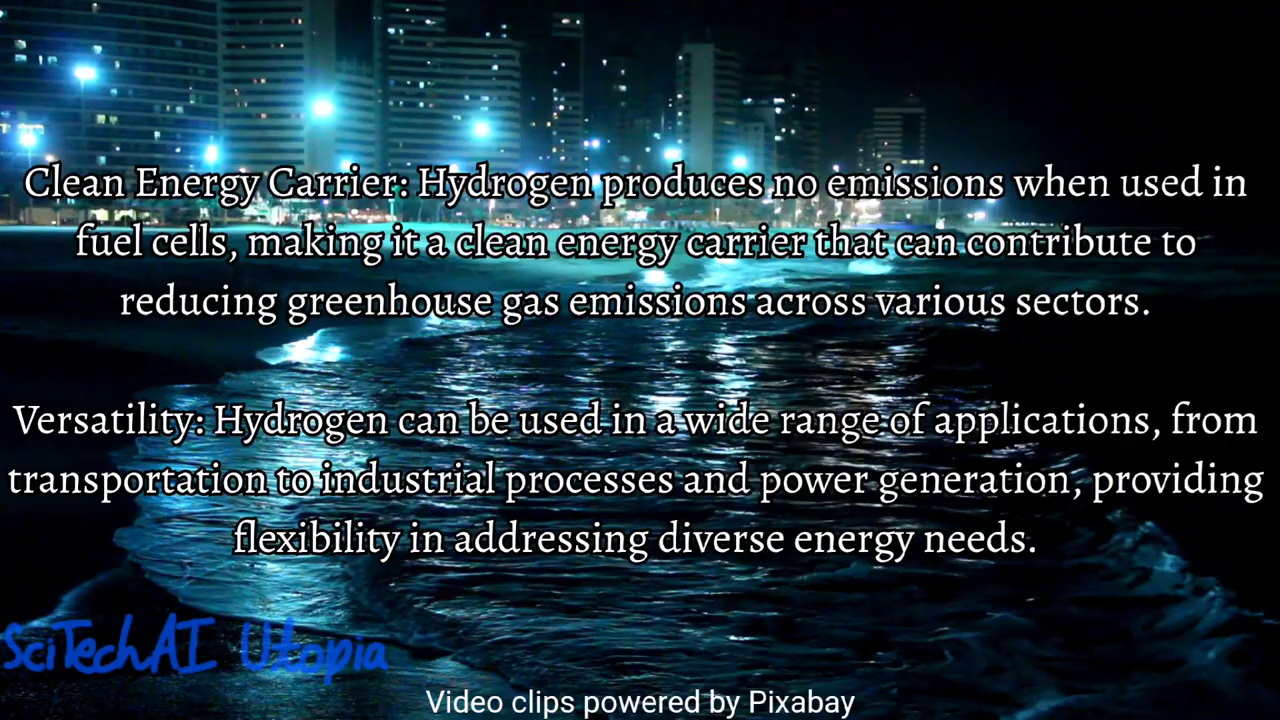 Clean Energy Carrier: Hydrogen produces no emissions when used in
fuel cells, making it a clean energy carrier that can contribute to
reducing greenhouse gas emissions across various sectors.
Versatility: Hydrogen can be used in a wide range of applications, from
transportation to industrial processes and power generation, providing
flexibility in addressing diverse energy needs.
SciTechAI Utopia
Video clips powered by Pixabay